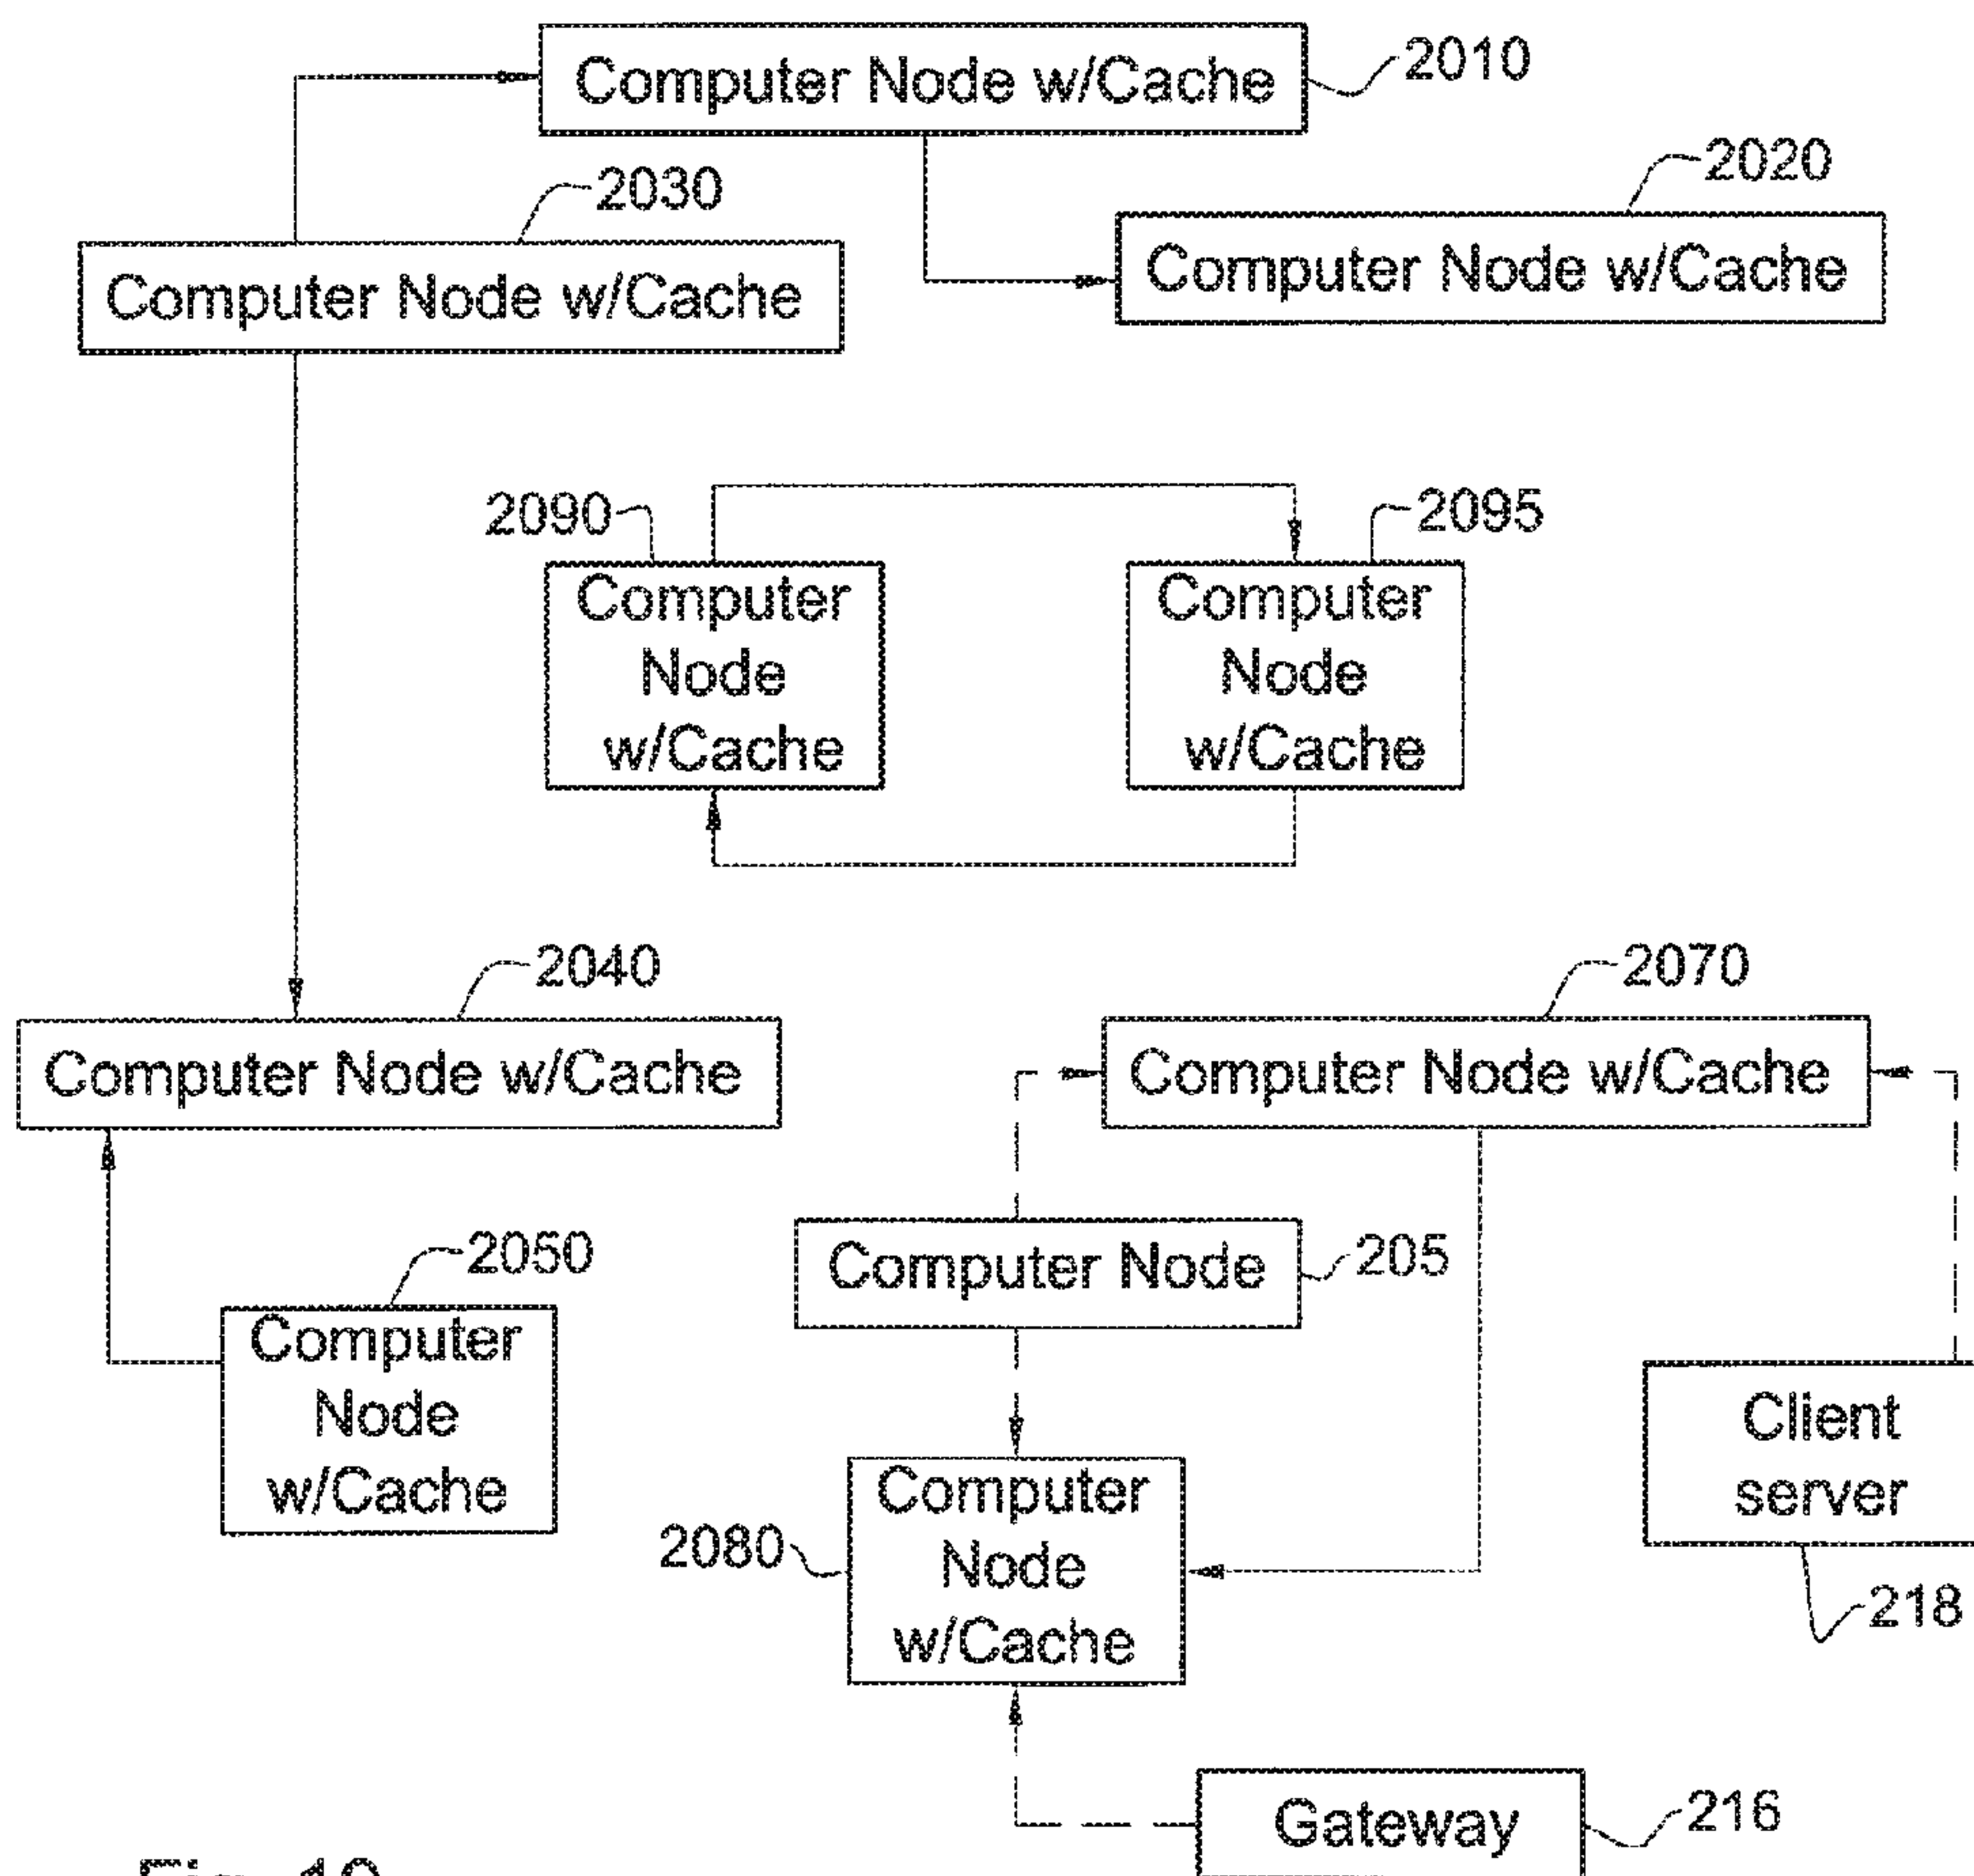 Computer Node w/Cache
2010
2020
2030
Computer Node w/Cache
Computer Node w/Cache
2090
2095
Computer
Node
w/Cache
Computer
Node
w/Cache
2040
2070
Computer Node w/Cache
Computer Node w/Cache
2050
Computer Node
205
Computer
Node
w/Cache
Client
server
2080
Computer
Node
w/Cache
218
Gateway
216
Fig. 19